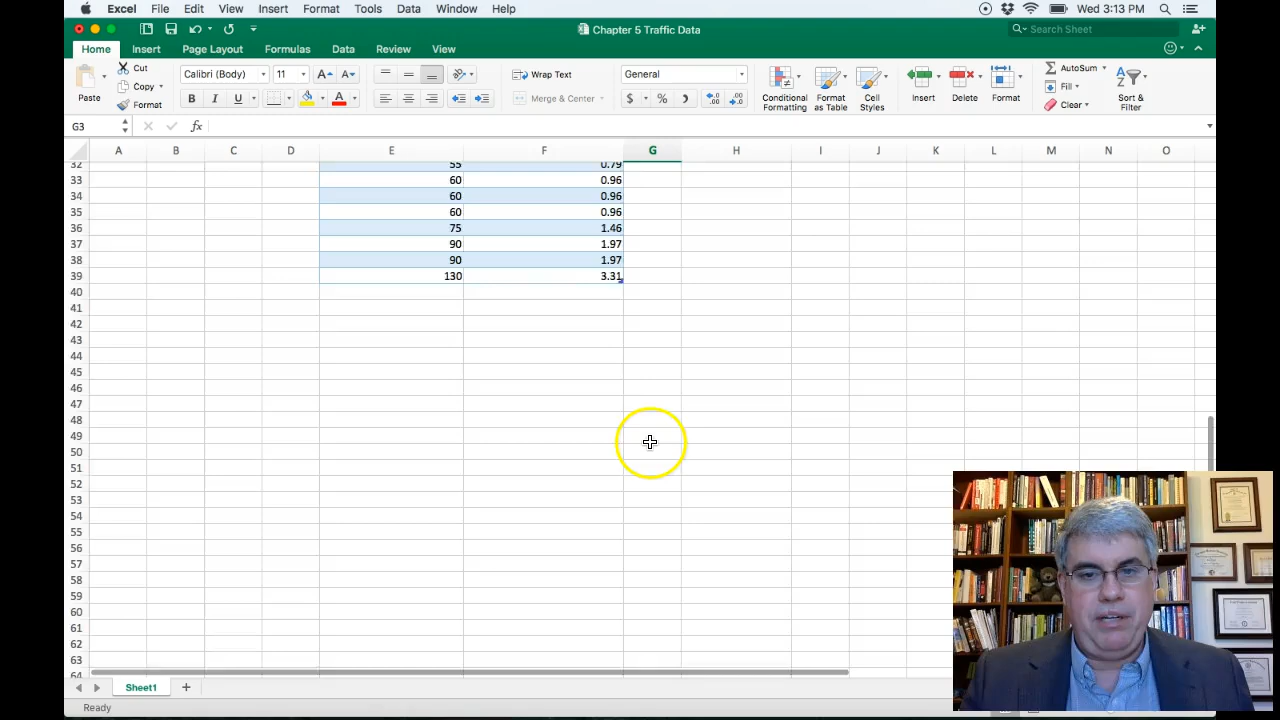 Excel File Edit View Insert Format Tools Data Window Help Wed 3:13 PM
Chapter 5 Traffic Data Search Sheet
Home Insert Page Layout Formulas Data Review View
Paste Cut Copy Format
Calibri (Body) 11 A A
B I U A
Wrap Text
Merge & Center
General
$ % )
Conditional Formatting
Format as Table
Cell Styles
Insert Delete Format
AutoSum
Fill
Clear
Sort & Filter
G3 fx
A B C D E F G H I J K L M N O
32 55 0.79
33 60 0.96
34 60 0.96
35 60 0.96
36 75 1.46
37 90 1.97
38 90 1.97
39 130 3.31
40
41
42
43
44
45
46
47
48
49
50
51
52
53
54
55
56
57
58
59
60
61
62
63
64
Sheet1 +
Ready